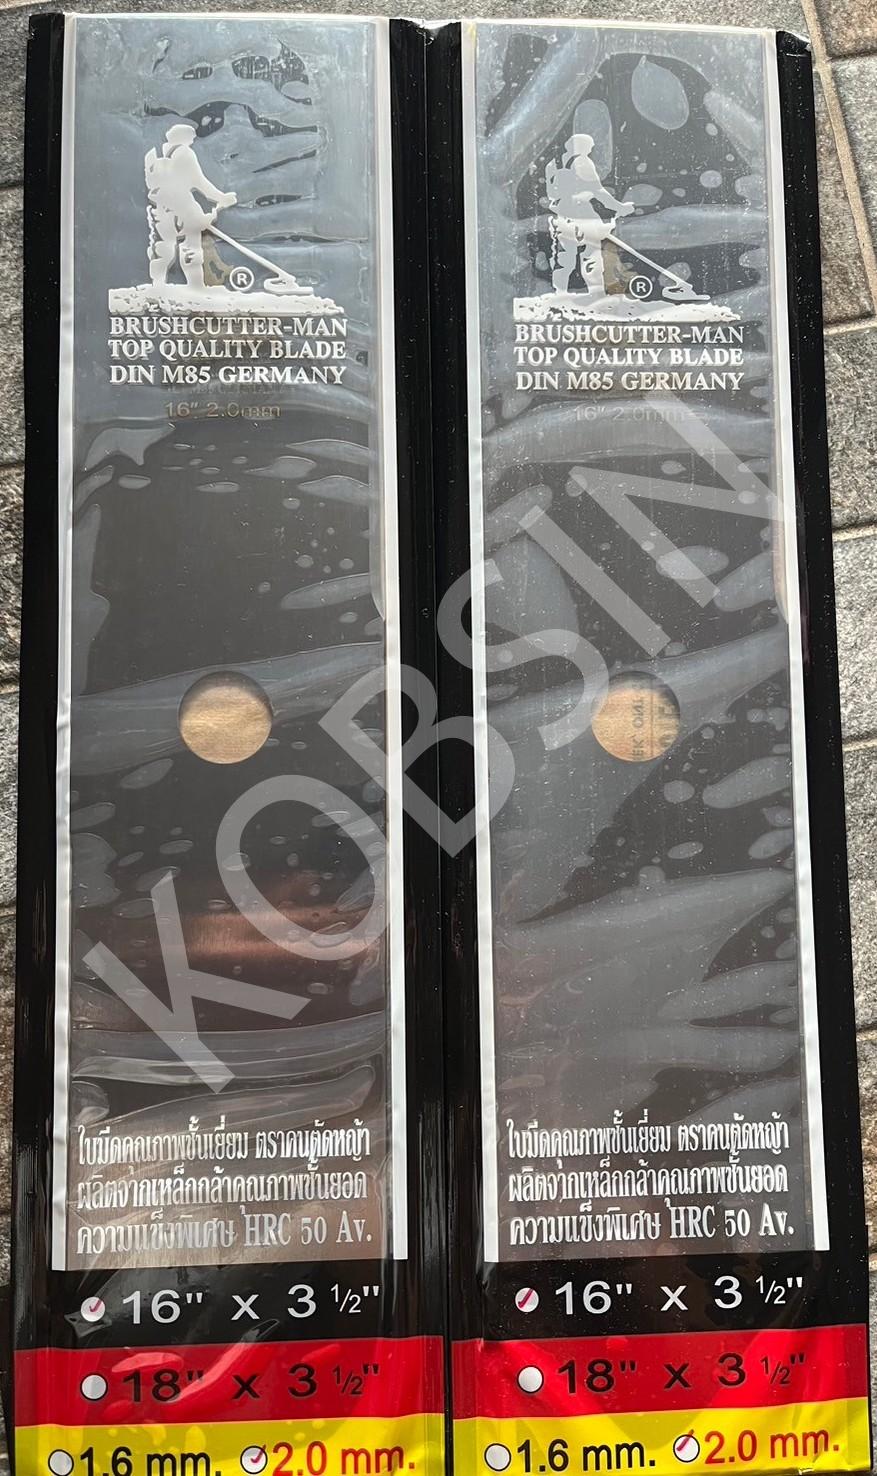 ®
BRUSHCUTTER-MAN
TOP QUALITY BLADE
DIN M85 GERMANY
16" 2.0mm
ใบมีดคุณภาพชั้นเยี่ยม ตราคนตัดหญ้า
ผลิตจากเหล็กกล้าคุณภาพชั้นยอด
ความแข็งพิเศษ HRC 50 Av.
16" x 3 1/2"
18" x 3 1/2"
1.6 mm. 2.0 mm.
®
BRUSHCUTTER-MAN
TOP QUALITY BLADE
DIN M85 GERMANY
16" 2.0mm
ใบมีดคุณภาพชั้นเยี่ยม ตราคนตัดหญ้า
ผลิตจากเหล็กกล้าคุณภาพชั้นยอด
ความแข็งพิเศษ HRC 50 Av.
16" x 3 1/2"
18" x 3 1/2"
1.6 mm. 2.0 mm.
KOBSIN